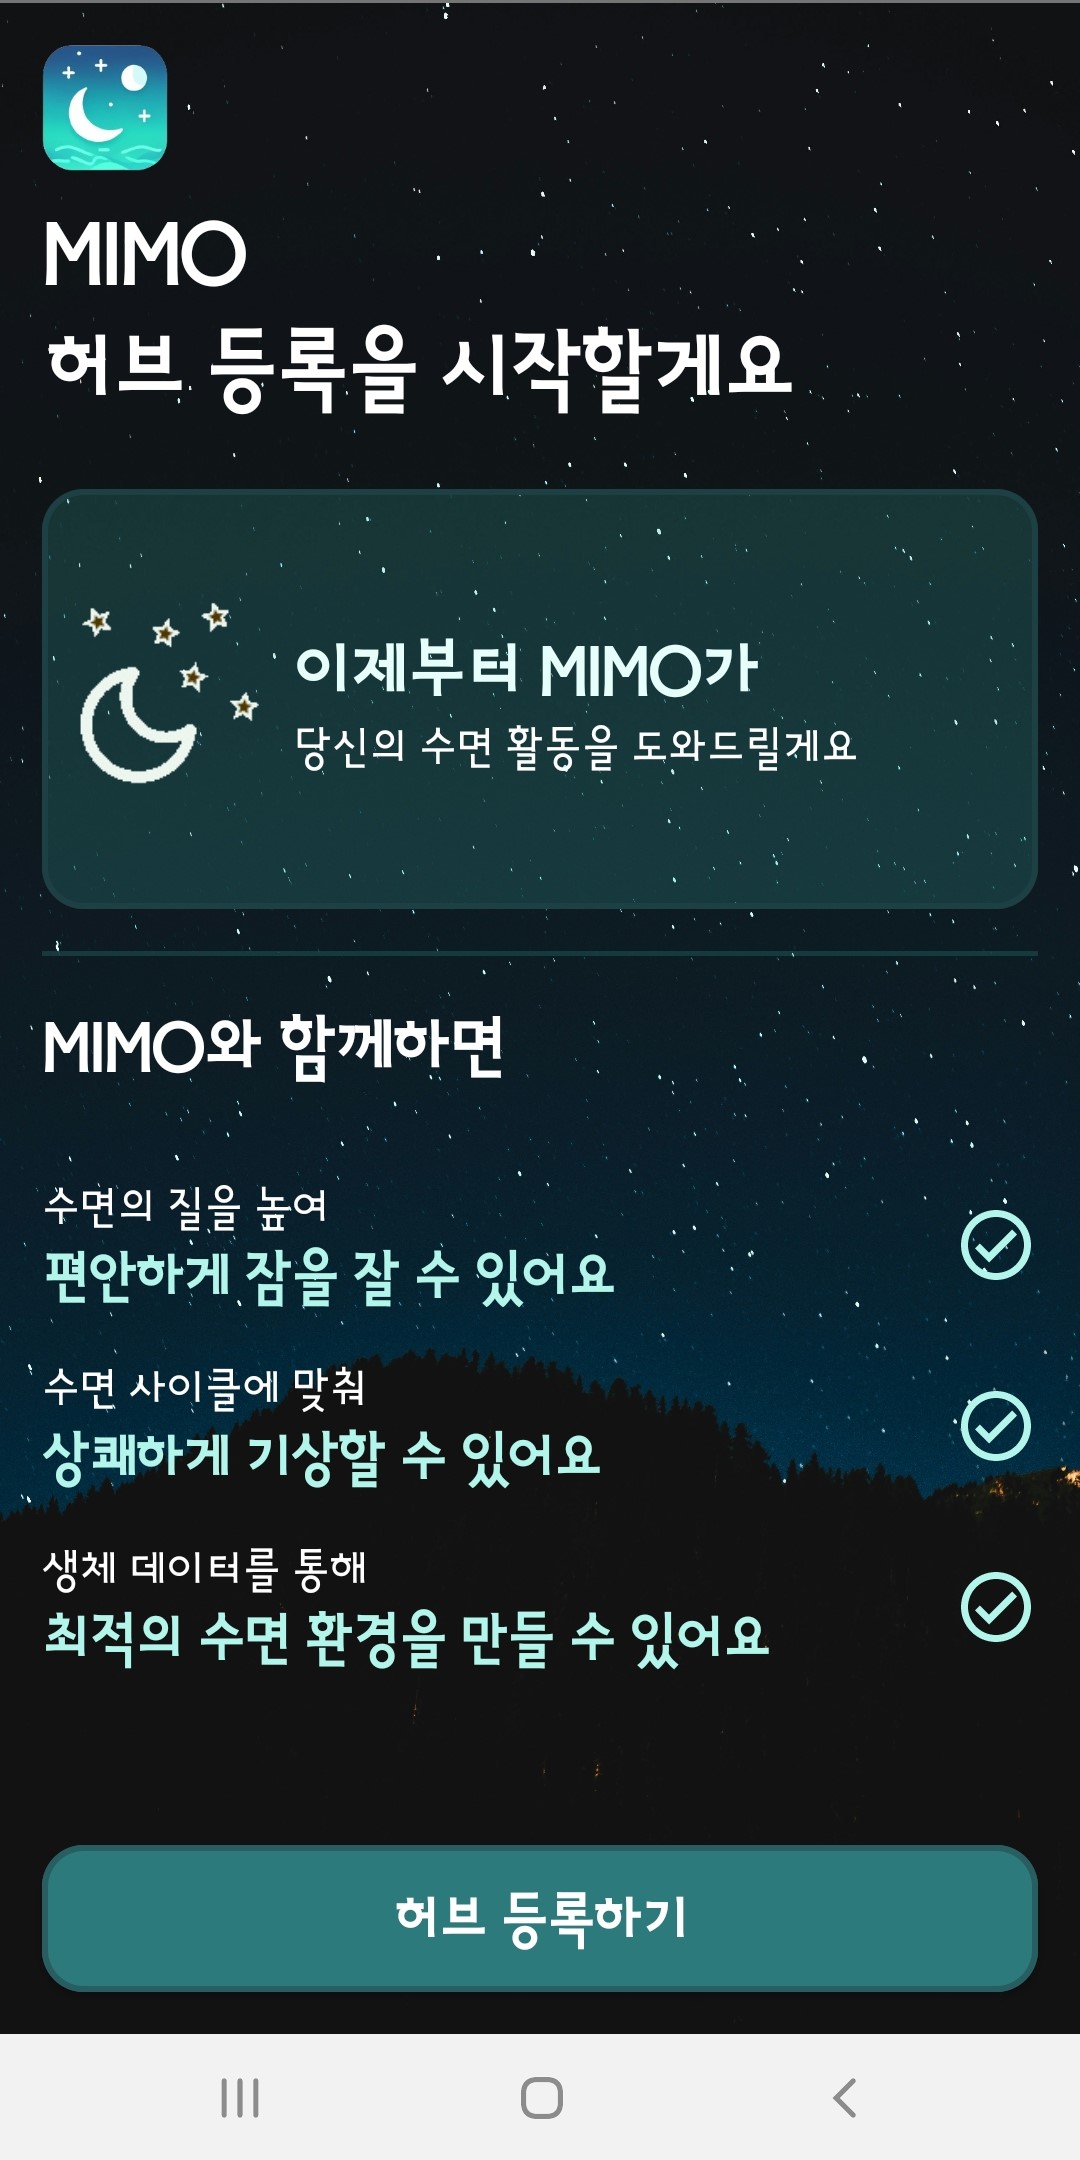 MIMO
허브 등록을 시작할게요
이제부터 MIMO가
당신의 수면 활동을 도와드릴게요
MIMO와 함께하면
수면의 질을 높여
편안하게 잠을 잘 수 있어요
수면 사이클에 맞춰
상쾌하게 기상할 수 있어요
생체 데이터를 통해
최적의 수면 환경을 만들 수 있어요
허브 등록하기